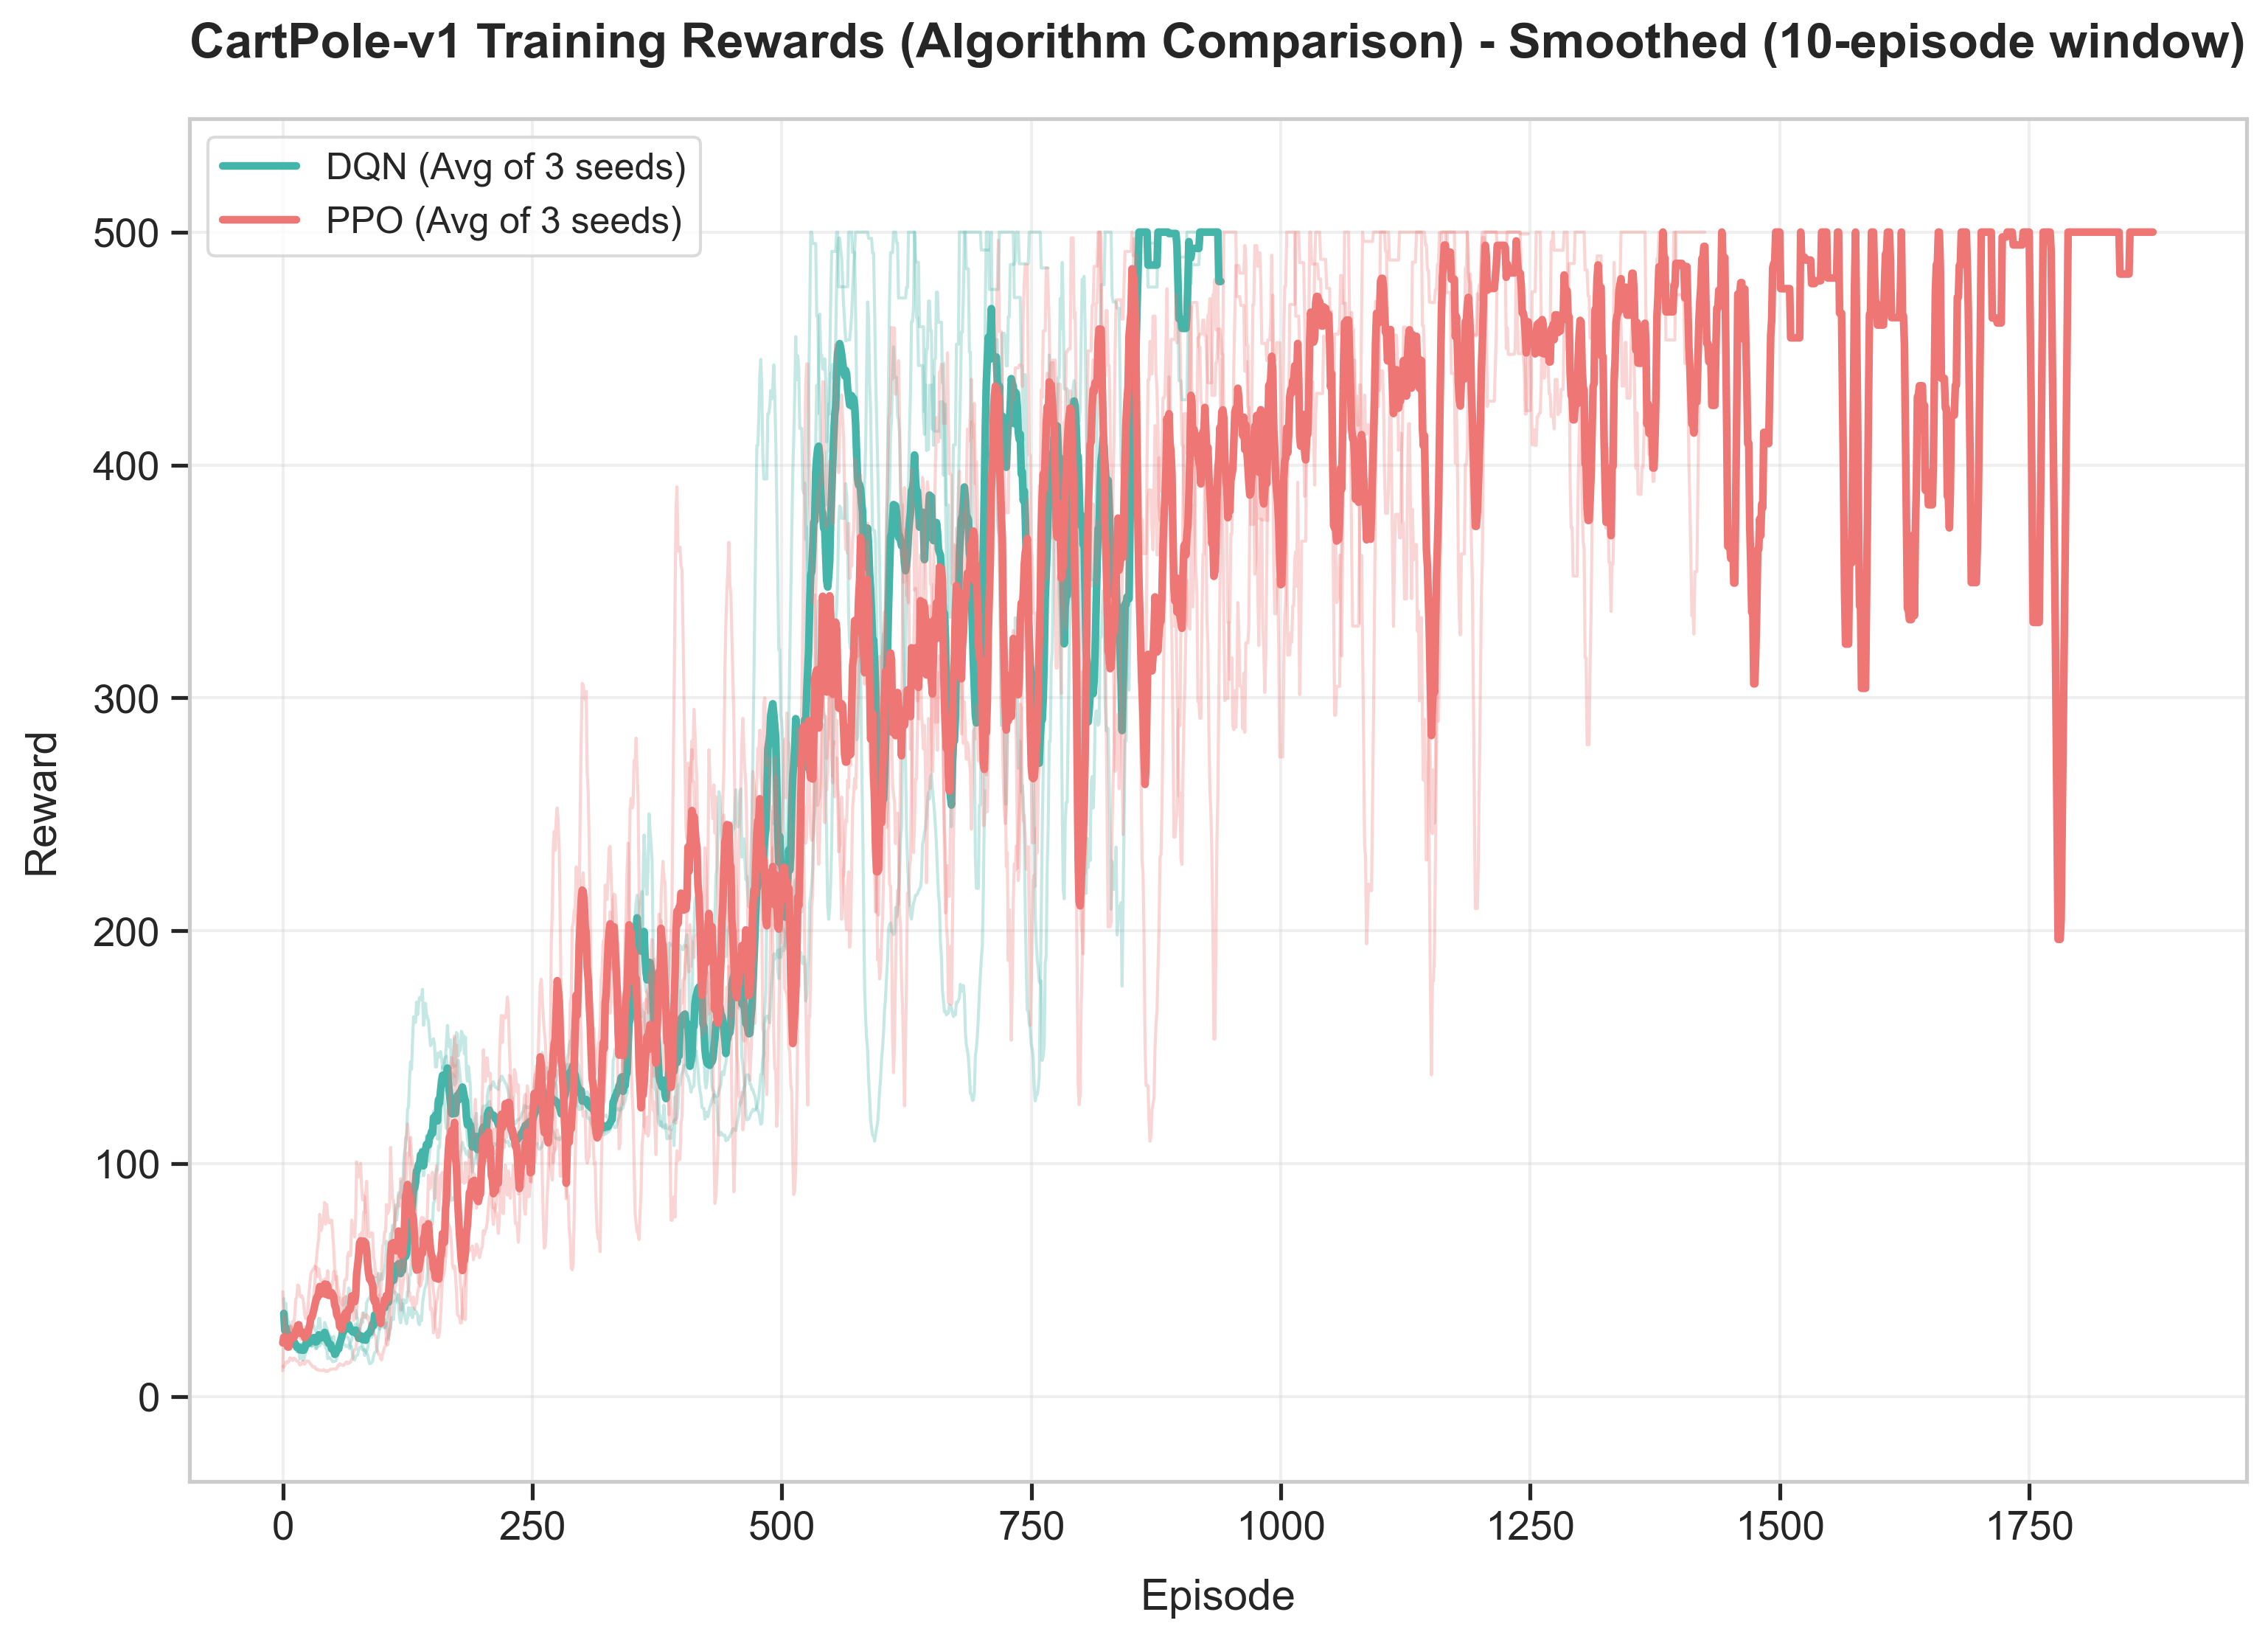 CartPole-v1 Training Rewards (Algorithm Comparison) - Smoothed (10-episode window)
DQN (Avg of 3 seeds)
PPO (Avg of 3 seeds)
500
400
300
200
100
0
Reward
0 250 500 750 1000 1250 1500 1750
Episode